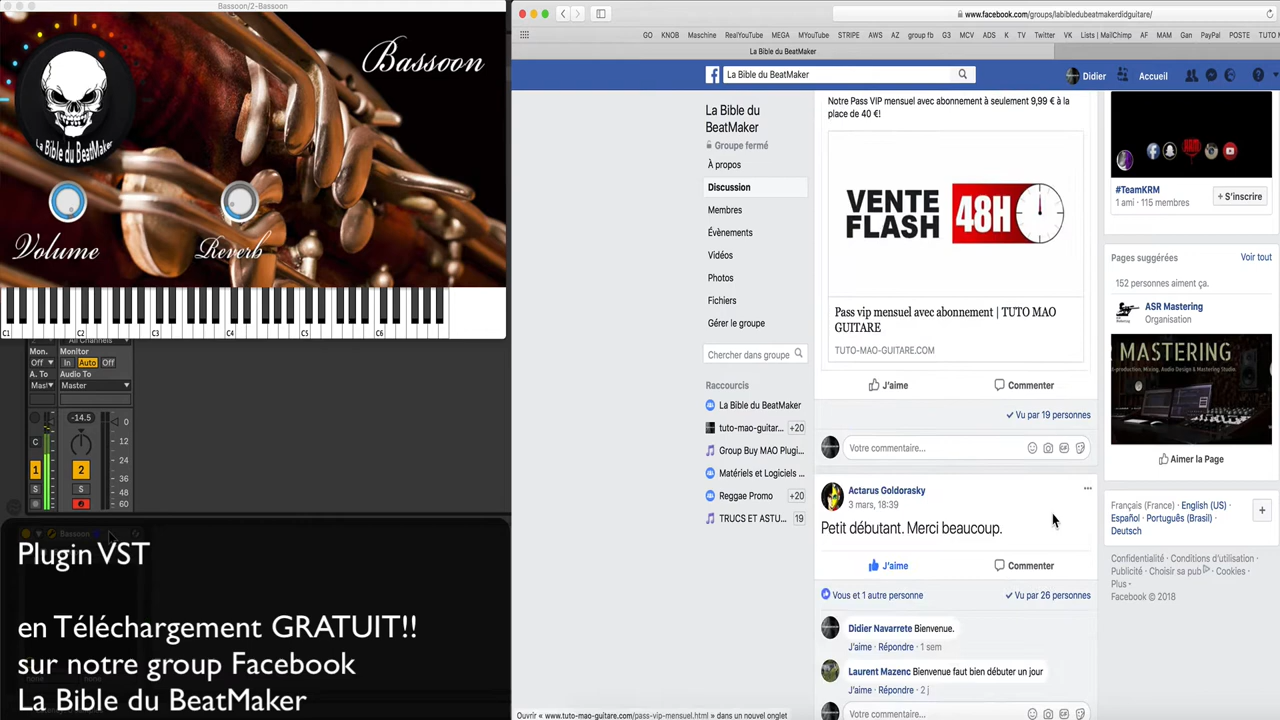 Bassoon/2-Bassoon
Bassoon
La Bible du BeatMaker
Volume
Reverb
C1 C2 C3 C4 C5 C6
All Channels
Mon. Monitor
Off In Auto Off
A. To Audio To
Mast Master
-14.5
0
12
24
36
48
60
C
1 2
S S
Bassoon
Plugin VST
en Téléchargement GRATUIT!!
sur notre group Facebook
La Bible du BeatMaker
www.facebook.com/groups/labibledubeatmakerdidguitare/
GO KNOB Maschine RealYouTube MEGA MYouTube STRIPE AWS AZ group fb G3 MCV ADS K TV Twitter VK Lists | MailChimp AF MAM Gan PayPal POSTE TUTO M
La Bible du BeatMaker
La Bible du BeatMaker
Didier Accueil
La Bible du
BeatMaker
Groupe fermé
À propos
Discussion
Membres
Évènements
Vidéos
Photos
Fichiers
Gérer le groupe
Chercher dans groupe
Raccourcis
La Bible du BeatMaker
tuto-mao-guitar... +20
Group Buy MAO Plugi...
Matériels et Logiciels ...
Reggae Promo +20
TRUCS ET ASTU... 19
Notre Pass VIP mensuel avec abonnement à seulement 9,99 € à la
place de 40 €!
VENTE
FLASH
48H
Pass vip mensuel avec abonnement | TUTO MAO
GUITARE
TUTO-MAO-GUITARE.COM
J'aime Commenter
Vu par 19 personnes
Votre commentaire...
Actarus Goldorasky
3 mars, 18:39
Petit débutant. Merci beaucoup.
J'aime Commenter
Vous et 1 autre personne Vu par 26 personnes
Didier Navarrete Bienvenue.
J'aime · Répondre · 1 sem
Laurent Mazenc Bienvenue faut bien débuter un jour
J'aime · Répondre · 2 j
Votre commentaire...
Ouvrir « www.tuto-mao-guitare.com/pass-vip-mensuel.html » dans un nouvel onglet
#TeamKRM
1 ami · 115 membres
+ S'inscrire
Pages suggérées Voir tout
152 personnes aiment ça.
ASR Mastering
Organisation
MASTERING
Aimer la Page
Français (France) · English (US) ·
Español · Português (Brasil) ·
Deutsch
Confidentialité · Conditions d'utilisation ·
Publicité · Choisir sa pub · Cookies ·
Plus
Facebook © 2018